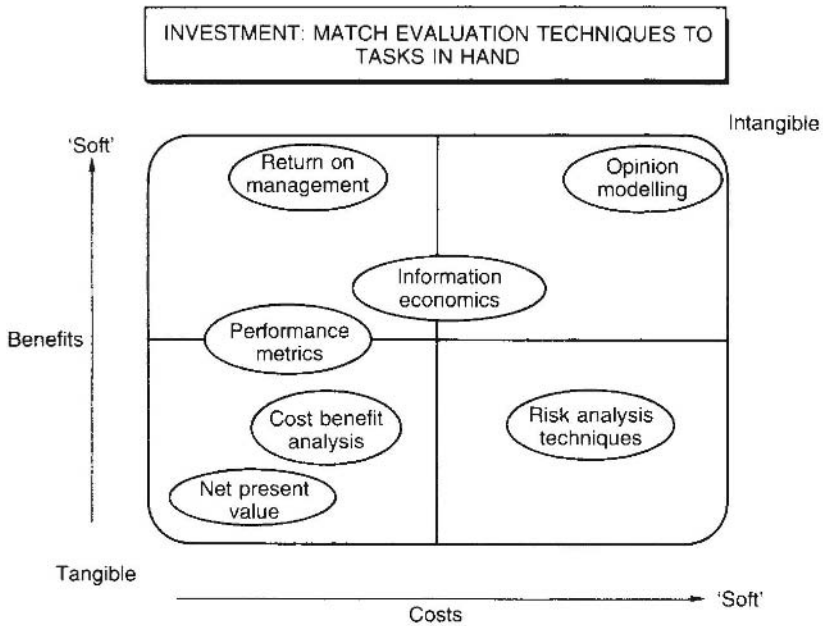 INVESTMENT: MATCH EVALUATION TECHNIQUES TO
TASKS IN HAND
Intangible
'Soft'
Return on
management
Opinion
modelling
Information
economics
Benefits
Performance
metrics
Cost benefit
analysis
Risk analysis
techniques
Net present
value
Tangible
Costs
'Soft'